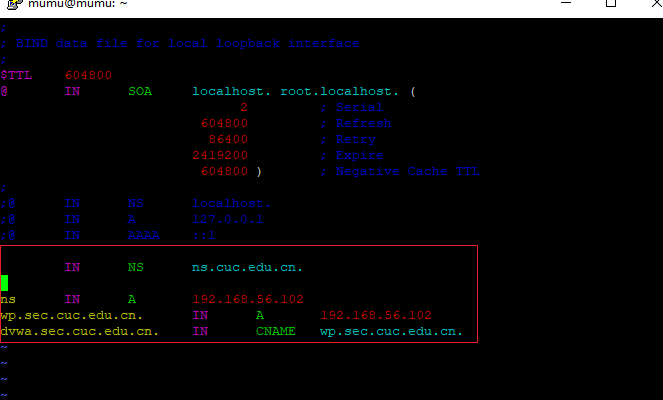 mumu@mumu: ~
;
; BIND data file for local loopback interface
;
$TTL 604800
@ IN SOA localhost. root.localhost. (
2 ; Serial
604800 ; Refresh
86400 ; Retry
2419200 ; Expire
604800 ) ; Negative Cache TTL
;
;@ IN NS localhost.
;@ IN A 127.0.0.1
;@ IN AAAA ::1
IN NS ns.cuc.edu.cn.
ns IN A 192.168.56.102
wp.sec.cuc.edu.cn. IN A 192.168.56.102
dvwa.sec.cuc.edu.cn. IN CNAME wp.sec.cuc.edu.cn.
~
~
~
~